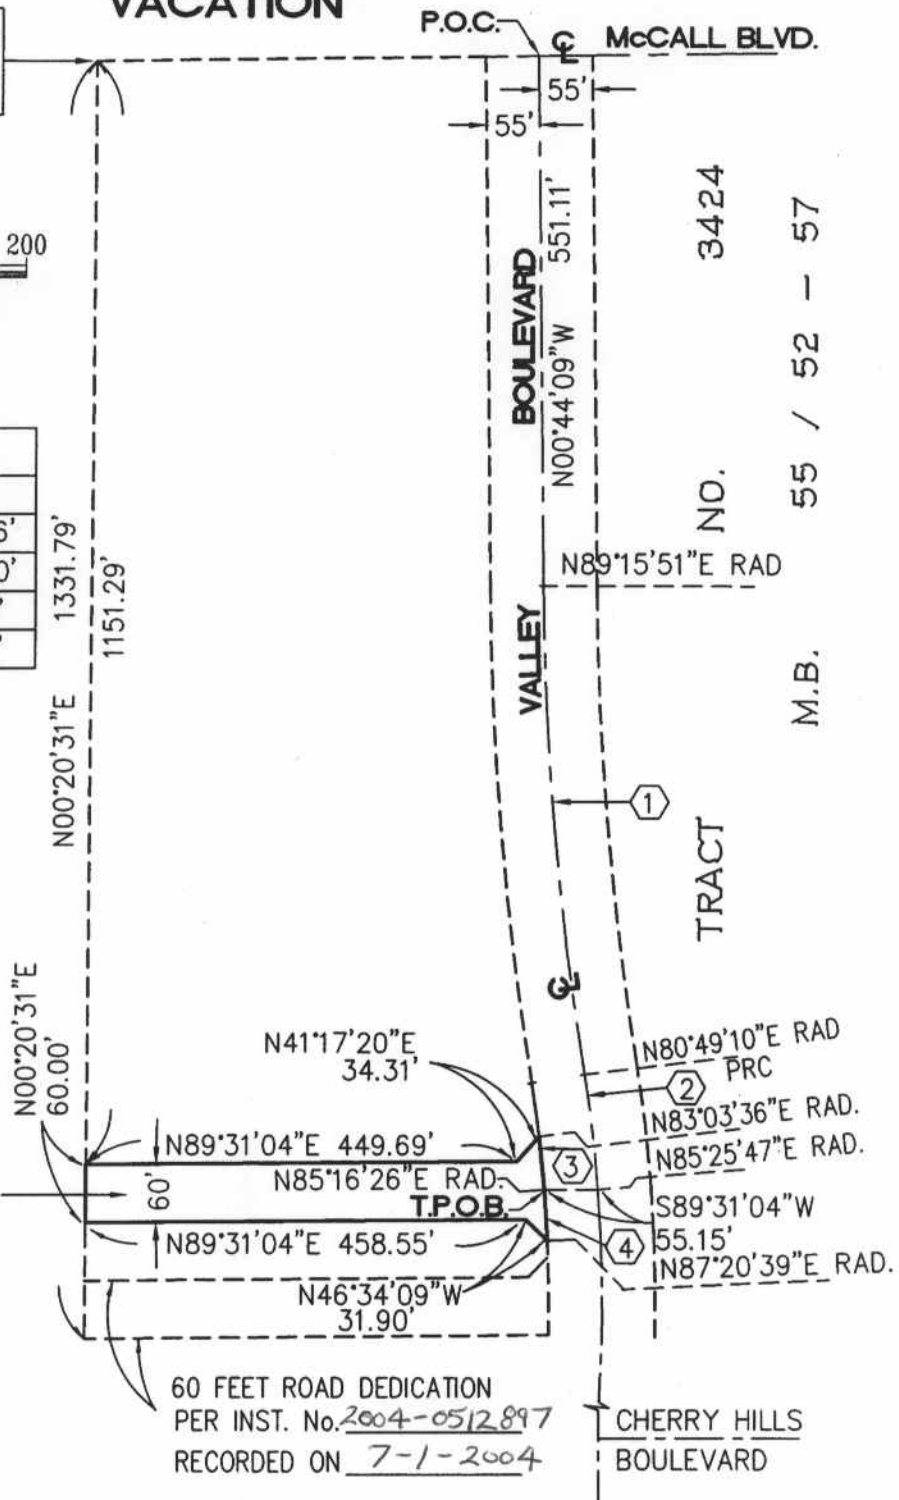 VACATION
P.O.C.
℄ McCALL BLVD.
55'
55'
200
551.11'
N00°44'09"W
VALLEY BOULEVARD
3424
NO.
TRACT
M.B. 55 / 52 - 57
1331.79'
1151.29'
N00°20'31"E
N89°15'51"E RAD
1
℄
N00°20'31"E
60.00'
N41°17'20"E
34.31'
N80°49'10"E RAD
PRC
2
N83°03'36"E RAD.
N89°31'04"E 449.69'
3
N85°25'47"E RAD.
N85°16'26"E RAD.
60'
T.P.O.B.
S89°31'04"W
55.15'
4
N89°31'04"E 458.55'
N87°20'39"E RAD.
N46°34'09"W
31.90'
60 FEET ROAD DEDICATION
PER INST. No. 2004-0512897
RECORDED ON 7-1-2004
CHERRY HILLS
BOULEVARD